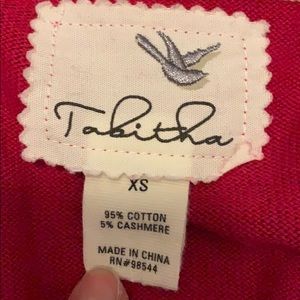 Tabitha
XS
95% COTTON
5% CASHMERE
MADE IN CHINA
RN#98544